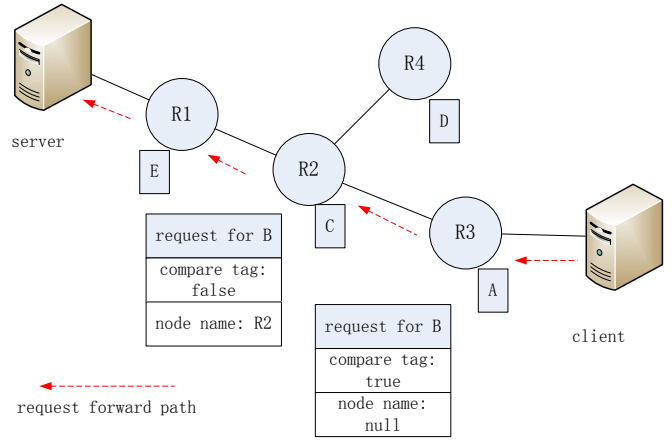 R4
R1
D
server
E
R2
C
R3
request for B
compare tag:
false
node name: R2
A
request for B
compare tag:
true
node name:
null
client
request forward path